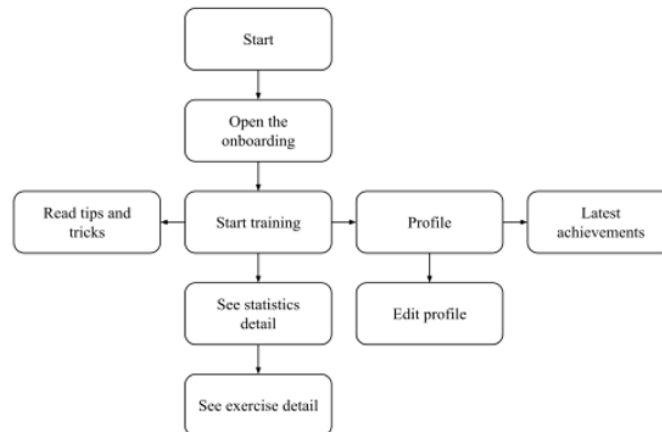 Start
Open the
onboarding
Read tips and
tricks
Start training
Profile
Latest
achievements
See statistics
detail
Edit profile
See exercise detail